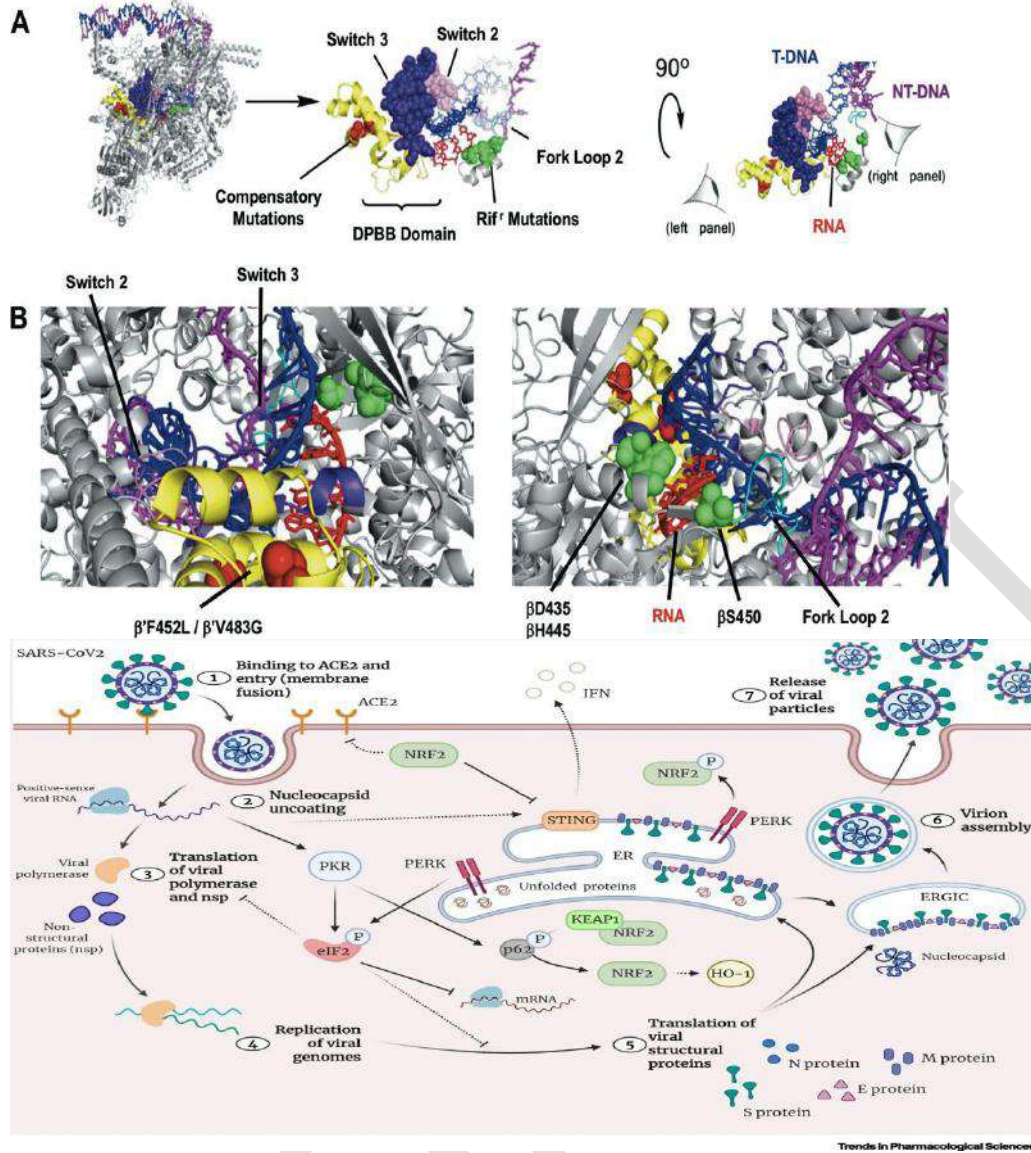 A
Switch 3
Switch 2
Compensatory
Mutations
DPBB Domain
Rif r Mutations
Fork Loop 2
90º
T-DNA
NT-DNA
(left panel)
(right panel)
RNA
B
Switch 2
Switch 3
β'F452L / β'V483G
βD435
βH445
RNA
βS450
Fork Loop 2
SARS-CoV2
1
Binding to ACE2 and
entry (membrane
fusion)
ACE2
IFN
7
Release
of viral
particles
NRF2
NRF2
P
Positive-sense
viral RNA
2
Nucleocapsid
uncoating
STING
PERK
6
Virion
assembly
Viral
polymerase
3
Translation
of viral
polymerase
and nsp
PKR
PERK
ER
Unfolded proteins
ERGIC
Non-
structural
proteins (nsp)
KEAP1
NRF2
P
eIF2
P
p62
NRF2
HO-1
Nucleocapsid
mRNA
4
Replication
of viral
genomes
5
Translation of
viral
structural
proteins
N protein
M protein
E protein
S protein
Trends in Pharmacological Sciences